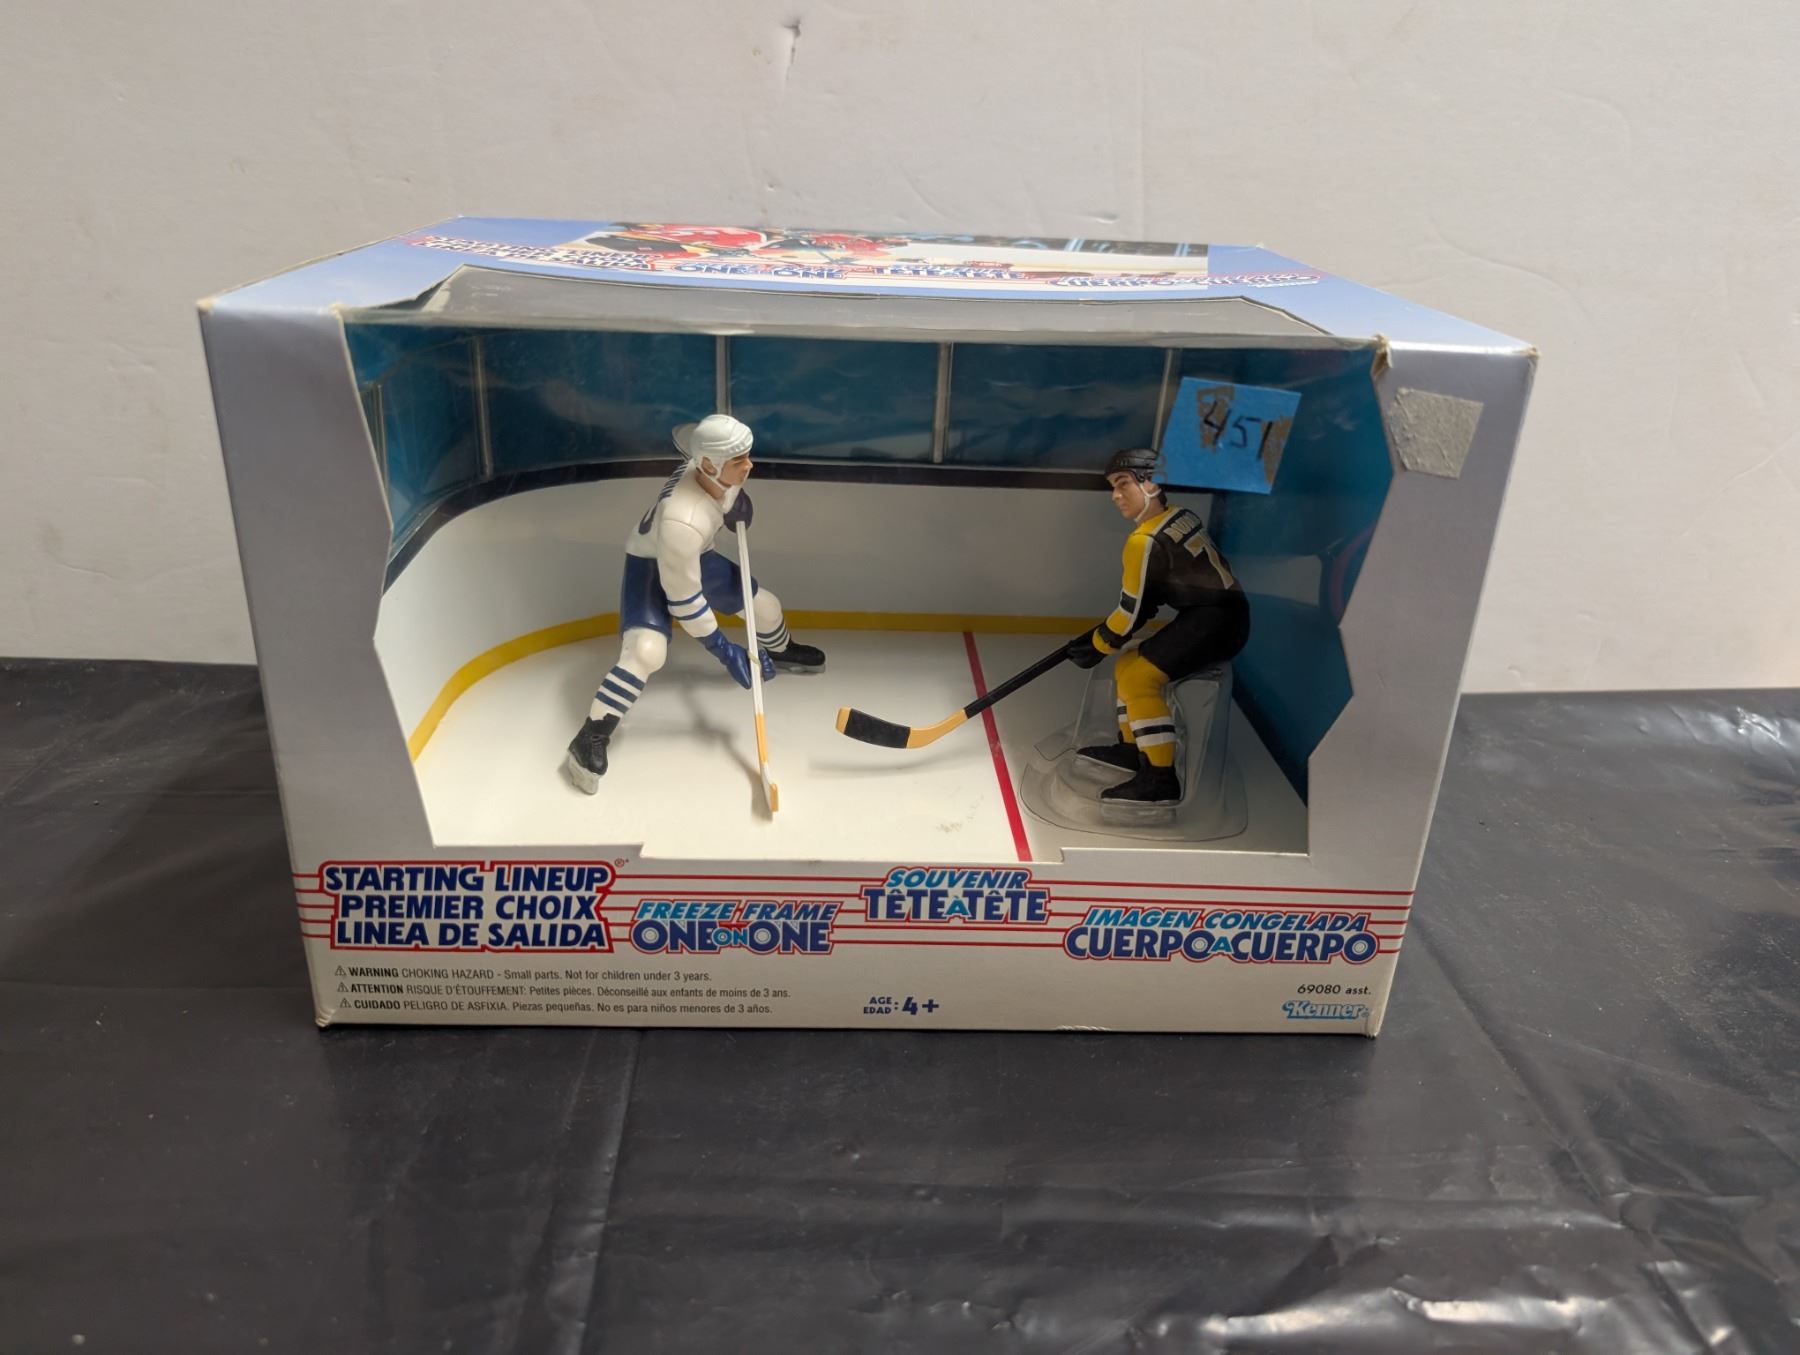 451
STARTING LINEUP®
PREMIER CHOIX
LINEA DE SALIDA
FREEZE FRAME
ONE ON ONE
SOUVENIR
TÊTE À TÊTE
IMAGEN CONGELADA
CUERPO A CUERPO
⚠ WARNING CHOKING HAZARD - Small parts. Not for children under 3 years.
⚠ ATTENTION RISQUE D'ÉTOUFFEMENT: Petites pièces. Déconseillé aux enfants de moins de 3 ans.
⚠ CUIDADO PELIGRO DE ASFIXIA. Piezas pequeñas. No es para niños menores de 3 años.
AGE
EDAD : 4+
69080 asst.
Kenner®